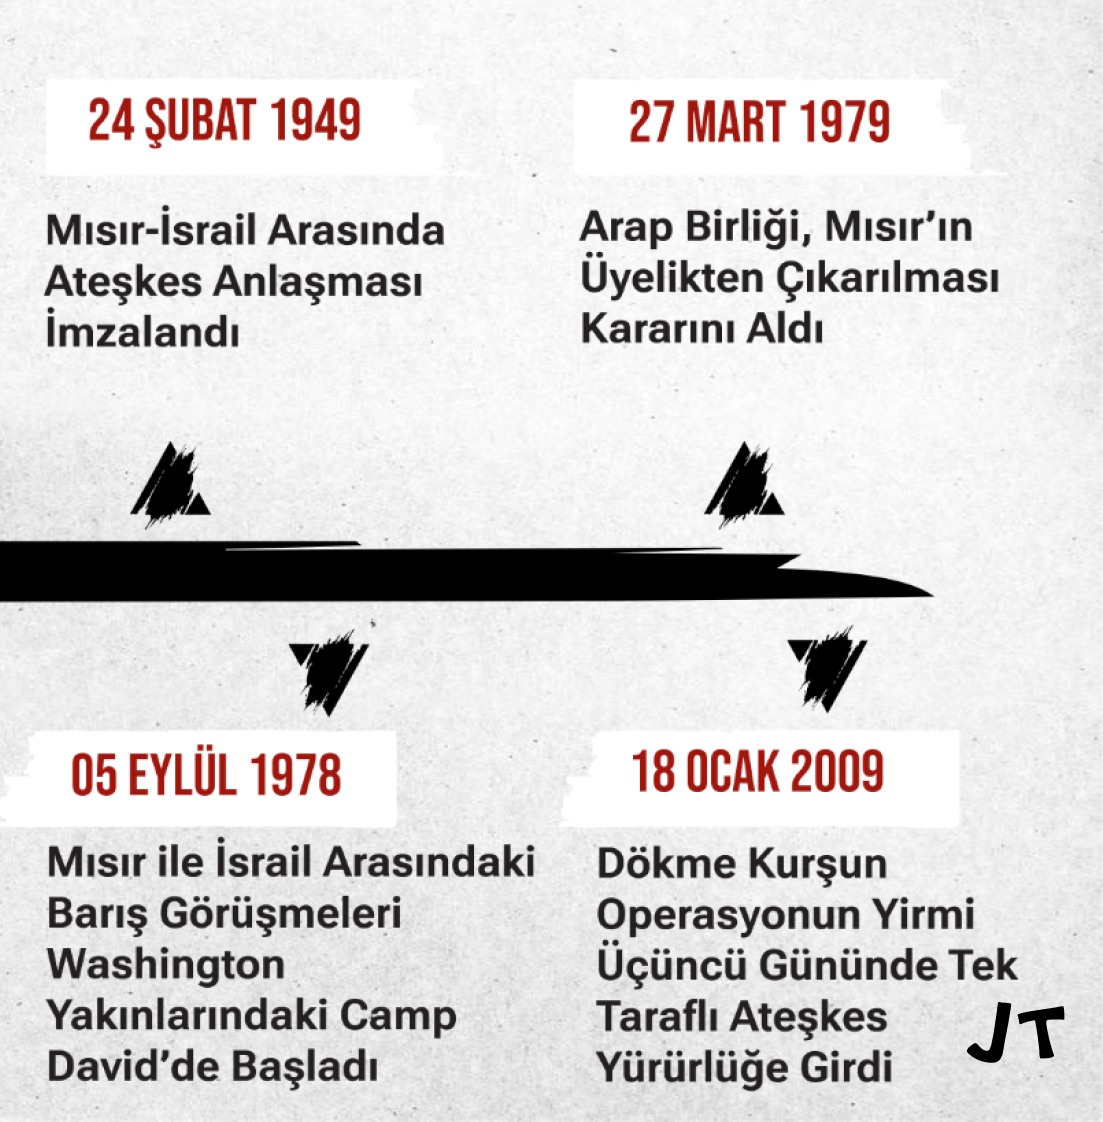 24 ŞUBAT 1949
Mısır-İsrail Arasında
Ateşkes Anlaşması
İmzalandı
27 MART 1979
Arap Birliği, Mısır’ın
Üyelikten Çıkarılması
Kararını Aldı
05 EYLÜL 1978
Mısır ile İsrail Arasındaki
Barış Görüşmeleri
Washington
Yakınlarındaki Camp
David’de Başladı
18 OCAK 2009
Dökme Kurşun
Operasyonun Yirmi
Üçüncü Gününde Tek
Taraflı Ateşkes
Yürürlüğe Girdi
JT